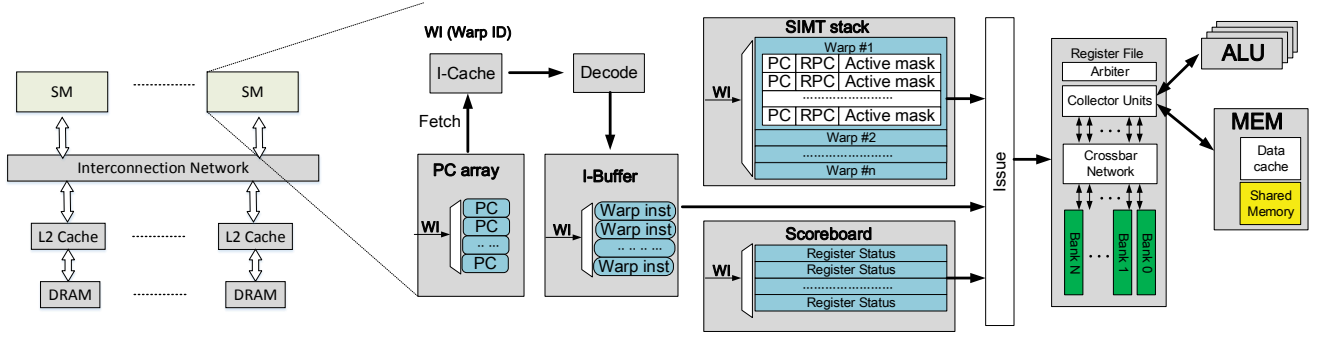 SM
SM
Interconnection Network
L2 Cache
L2 Cache
DRAM
DRAM
WI (Warp ID)
I-Cache
Decode
Fetch
PC array
WI
PC
PC
.. ...
PC
I-Buffer
WI
Warp inst
Warp inst
.. .. .. ...
Warp inst
SIMT stack
WI
Warp #1
PC RPC Active mask
PC RPC Active mask
........................
PC RPC Active mask
Warp #2
........................
Warp #n
Scoreboard
WI
Register Status
Register Status
........................
Register Status
Issue
Register File
Arbiter
Collector Units
...
Crossbar
Network
...
Bank N
...
Bank 1
Bank 0
ALU
MEM
Data
cache
Shared
Memory